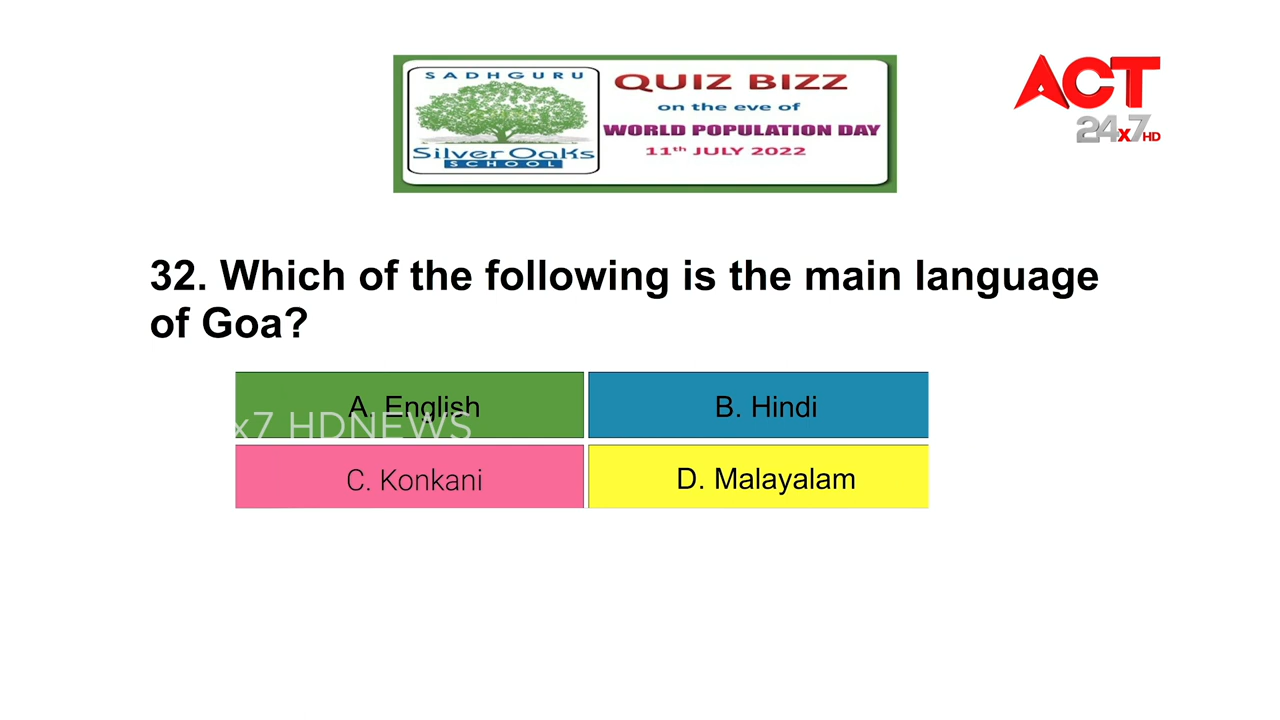 SADHGURU
Silver Oaks
SCHOOL
QUIZ BIZZ
on the eve of
WORLD POPULATION DAY
11th JULY 2022
ACT
24x7 HD
32. Which of the following is the main language
of Goa?
A. English
B. Hindi
x7 HDNEWS
C. Konkani
D. Malayalam